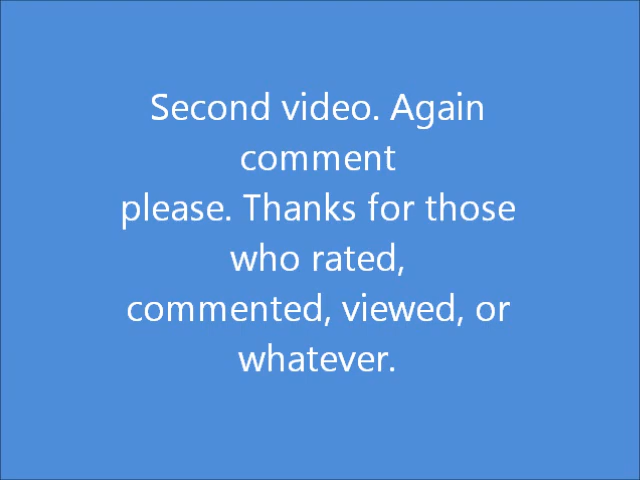 Second video. Again
comment
please. Thanks for those
who rated,
commented, viewed, or
whatever.